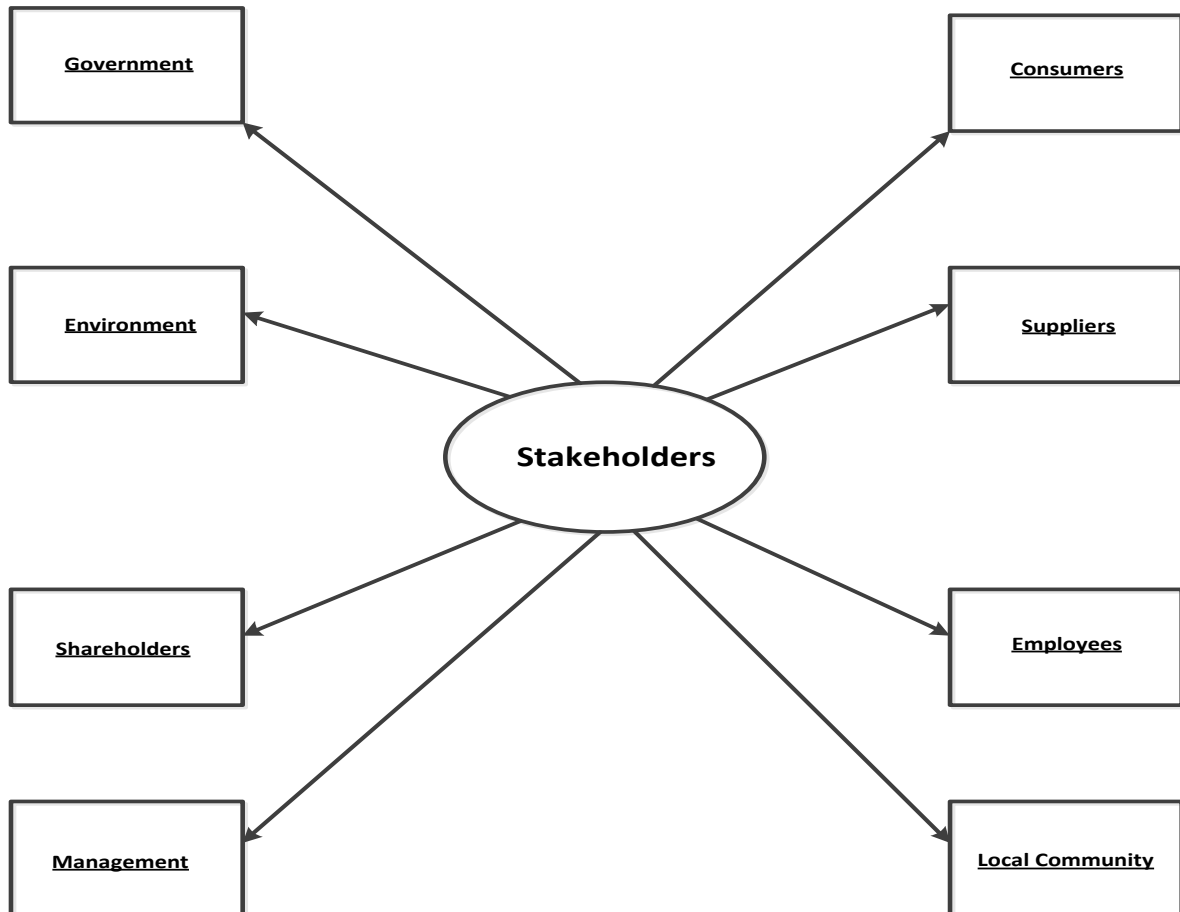 Government
Consumers
Environment
Suppliers
Stakeholders
Shareholders
Employees
Management
Local Community